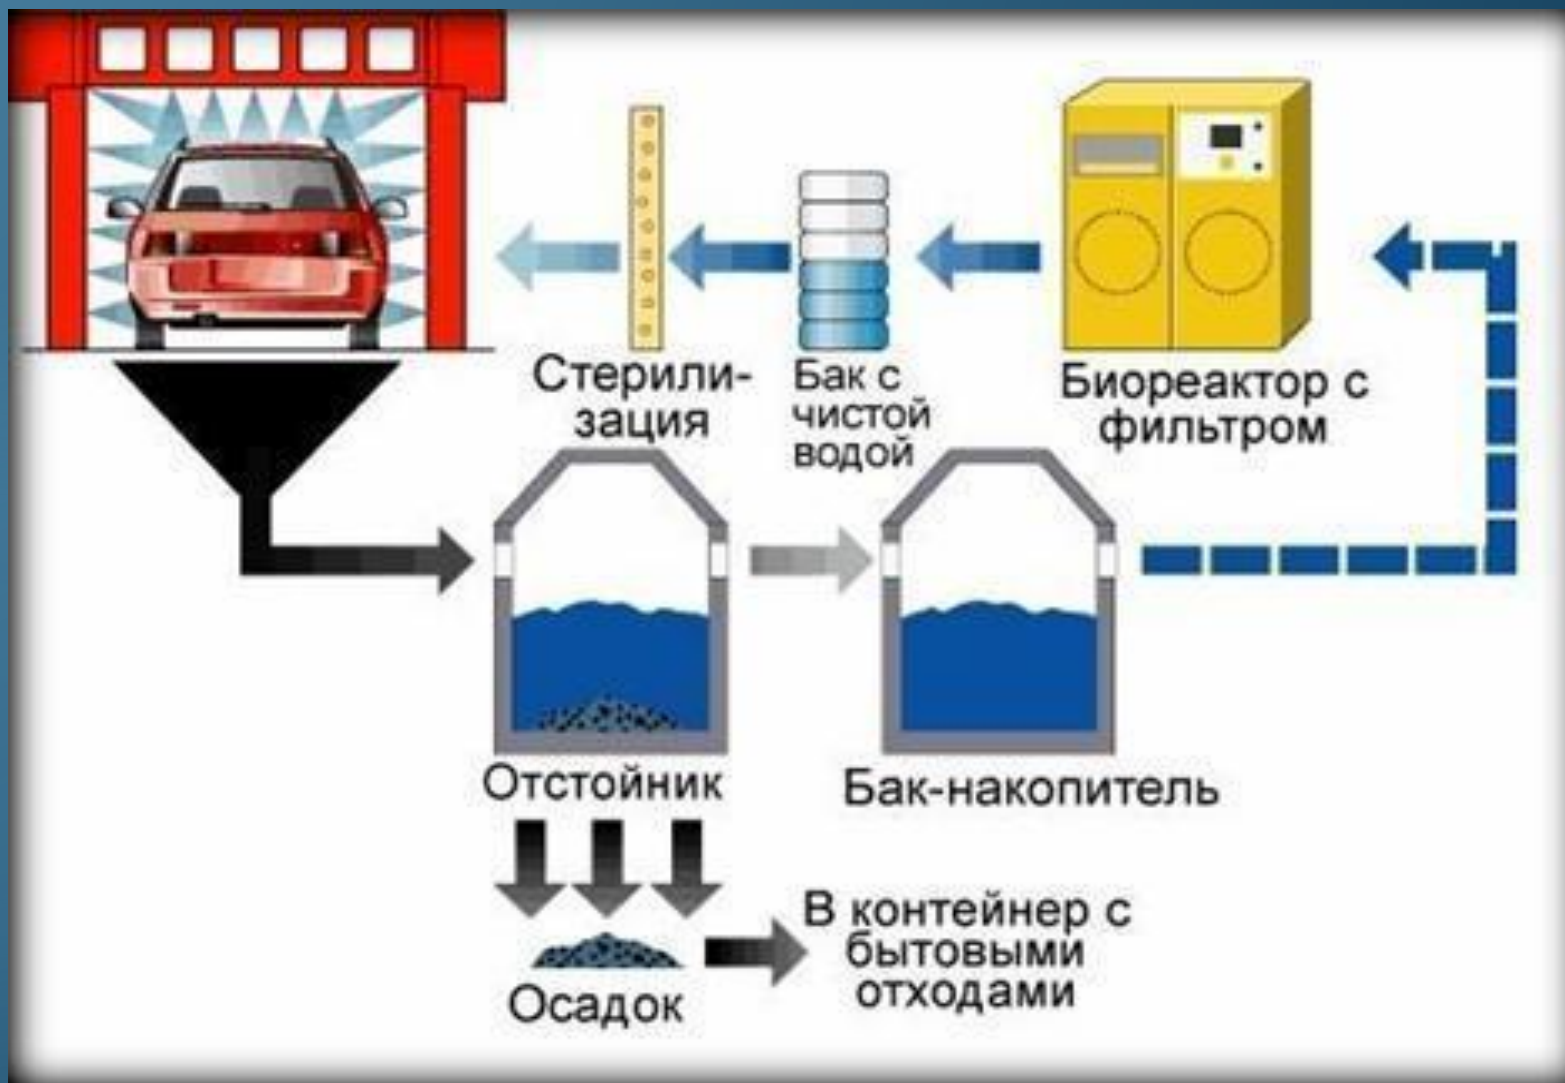 Стерили-
зация
Бак с
чистой
водой
Биореактор с
фильтром
Отстойник
Бак-накопитель
Осадок
В контейнер с
бытовыми
отходами